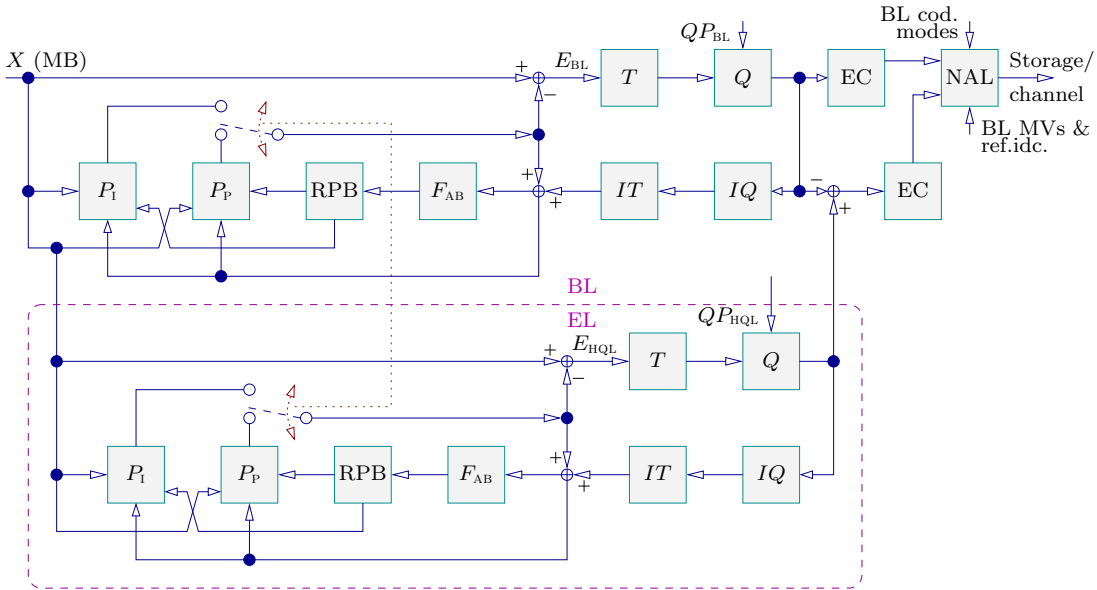 X (MB)
+
−
E_BL
T
QP_BL
Q
EC
BL cod.
modes
NAL
Storage/
channel
BL MVs &
ref.idc.
P_I
P_P
RPB
F_AB
+
+
IT
IQ
−
+
EC
BL
EL
+
−
E_HQL
T
QP_HQL
Q
P_I
P_P
RPB
F_AB
+
+
IT
IQ